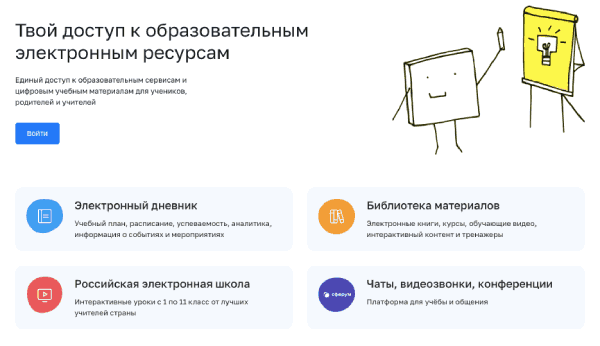 Твой доступ к образовательным
электронным ресурсам
Единый доступ к образовательным сервисам и
цифровым учебным материалам для учеников,
родителей и учителей
Войти
Электронный дневник
Учебный план, расписание, успеваемость, аналитика,
информация о событиях и мероприятиях
Библиотека материалов
Электронные книги, курсы, обучающие видео,
интерактивный контент и тренажеры
Российская электронная школа
Интерактивные уроки с 1 по 11 класс от лучших
учителей страны
сферум
Чаты, видеозвонки, конференции
Платформа для учёбы и общения